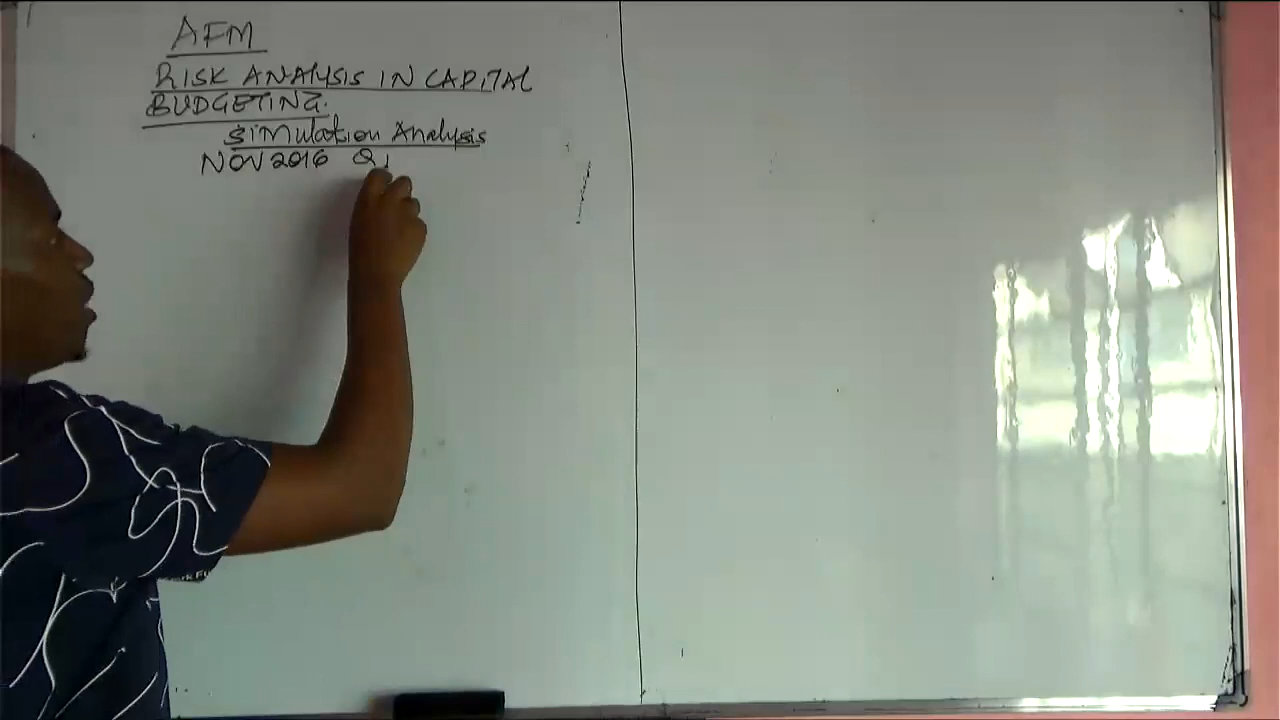 AFM
RISK ANALYSIS IN CAPITAL
BUDGETING.
Simulation Analysis
NOV 2016 Q1